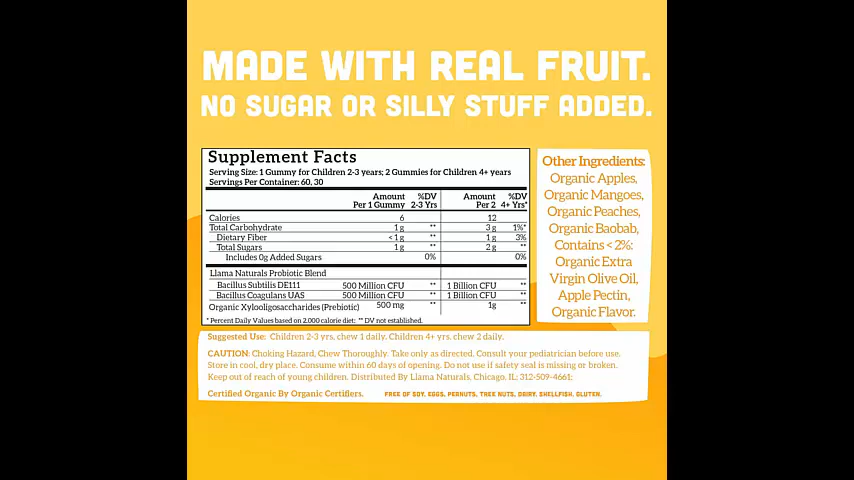 MADE WITH REAL FRUIT.
NO SUGAR OR SILLY STUFF ADDED.
Supplement Facts
Serving Size: 1 Gummy for Children 2-3 years; 2 Gummies for Children 4+ years
Servings Per Container: 60, 30
Amount Per 1 Gummy %DV 2-3 Yrs Amount Per 2 %DV 4+ Yrs*
Calories 6 12
Total Carbohydrate 1 g ** 3 g 1%*
Dietary Fiber <1 g ** 1 g 3%
Total Sugars 1 g ** 2 g **
Includes 0g Added Sugars 0% 0%
Llama Naturals Probiotic Blend
Bacillus Subtilis DE111 500 Million CFU ** 1 Billion CFU **
Bacillus Coagulans UAS 500 Million CFU ** 1 Billion CFU **
Organic Xylooligosaccharides (Prebiotic) 500 mg ** 1g **
* Percent Daily Values based on 2,000 calorie diet: ** DV not established.
Other Ingredients:
Organic Apples,
Organic Mangoes,
Organic Peaches,
Organic Baobab,
Contains < 2%:
Organic Extra
Virgin Olive Oil,
Apple Pectin,
Organic Flavor.
Suggested Use: Children 2-3 yrs, chew 1 daily. Children 4+ yrs, chew 2 daily.
CAUTION: Choking Hazard, Chew Thoroughly. Take only as directed. Consult your pediatrician before use.
Store in cool, dry place. Consume within 60 days of opening. Do not use if safety seal is missing or broken.
Keep out of reach of young children. Distributed By Llama Naturals, Chicago, IL: 312-509-4661;
Certified Organic By Organic Certifiers. FREE OF SOY, EGGS, PEANUTS, TREE NUTS, DAIRY, SHELLFISH, GLUTEN.